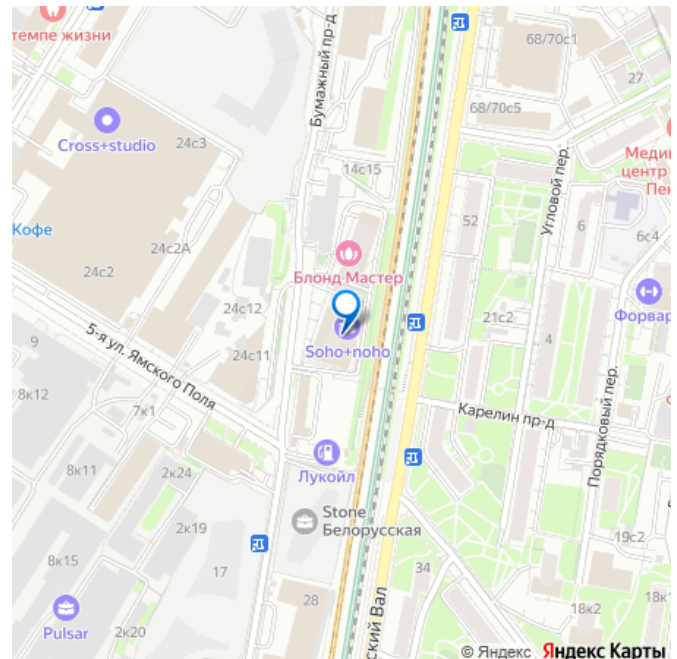 темпе жизни
Бумажный пр-д
68/70с1
27
Cross+studio
24с3
68/70с5
14с15
Меди
центр
Пен
Угловой пер.
Кофе
24с2А
52
6
6с4
Блонд Мастер
24с2
24с12
Форвар
21с2
9
5-я ул. Ямского Поля
24с11
Soho+noho
4
8к12
7к1
Карелин пр-д
Порядковый пер.
8к11
2к24
Лукойл
2к19
Stone
Белорусская
19с2
8к15
17
34
28
ский Вал
18к2
18к
Pulsar
2к20
© Яндекс Яндекс Карты